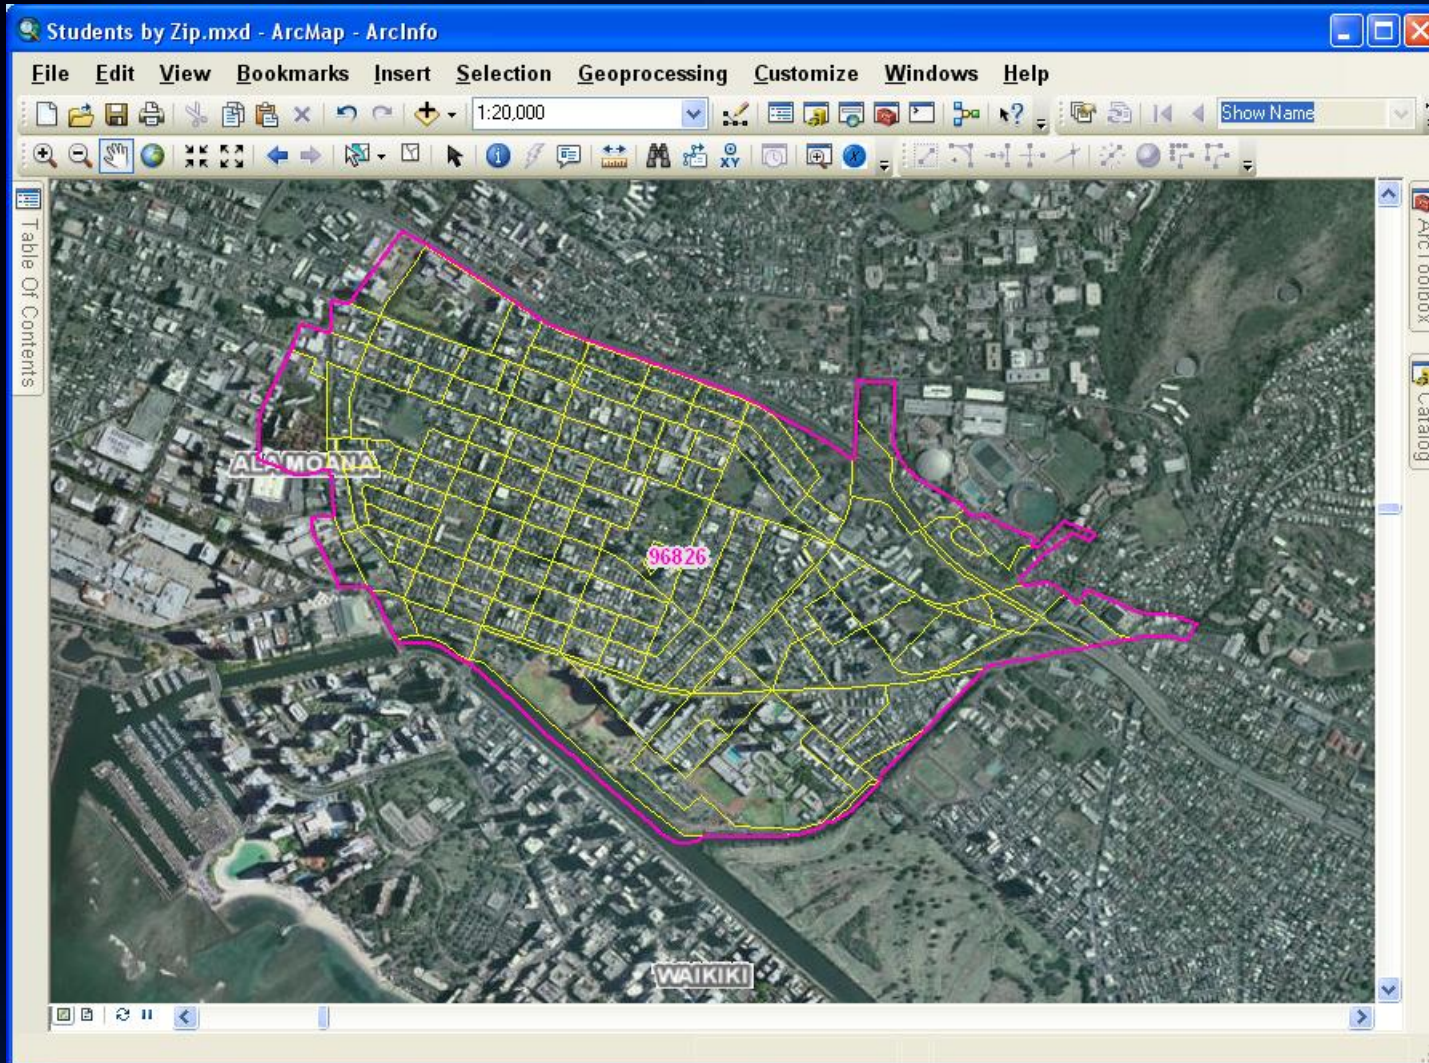 Students by Zip.mxd - ArcMap - ArcInfo
File Edit View Bookmarks Insert Selection Geoprocessing Customize Windows Help
1:20,000
Show Name
XY
Table Of Contents
ArcToolbox
Catalog
ALA MOANA
96826
WAIKIKI